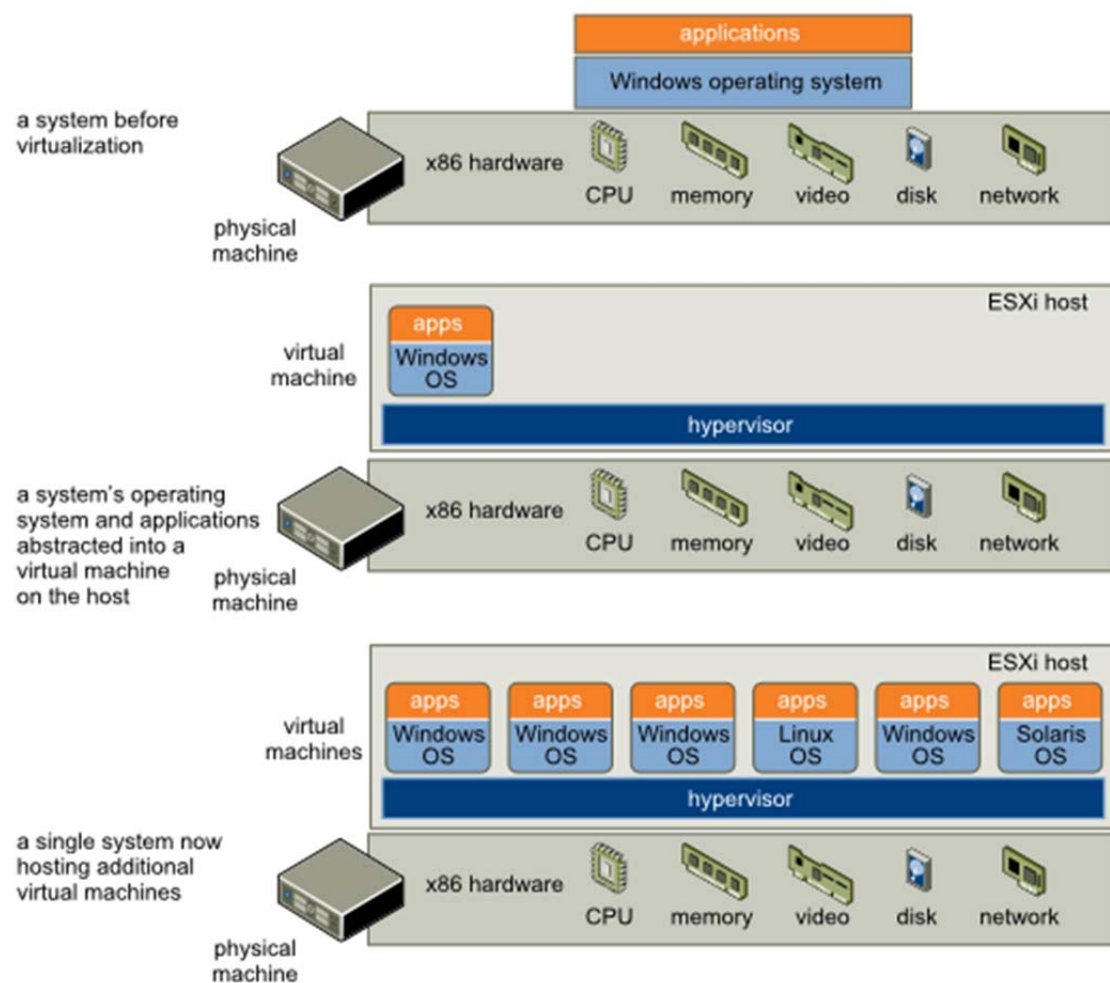 applications
Windows operating system
a system before
virtualization
x86 hardware
CPU
memory
video
disk
network
physical
machine
ESXi host
apps
Windows
OS
virtual
machine
hypervisor
a system's operating
system and applications
abstracted into a
virtual machine
on the host
x86 hardware
CPU
memory
video
disk
network
physical
machine
ESXi host
apps
Windows
OS
apps
Windows
OS
apps
Windows
OS
apps
Linux
OS
apps
Windows
OS
apps
Solaris
OS
virtual
machines
hypervisor
a single system now
hosting additional
virtual machines
x86 hardware
CPU
memory
video
disk
network
physical
machine